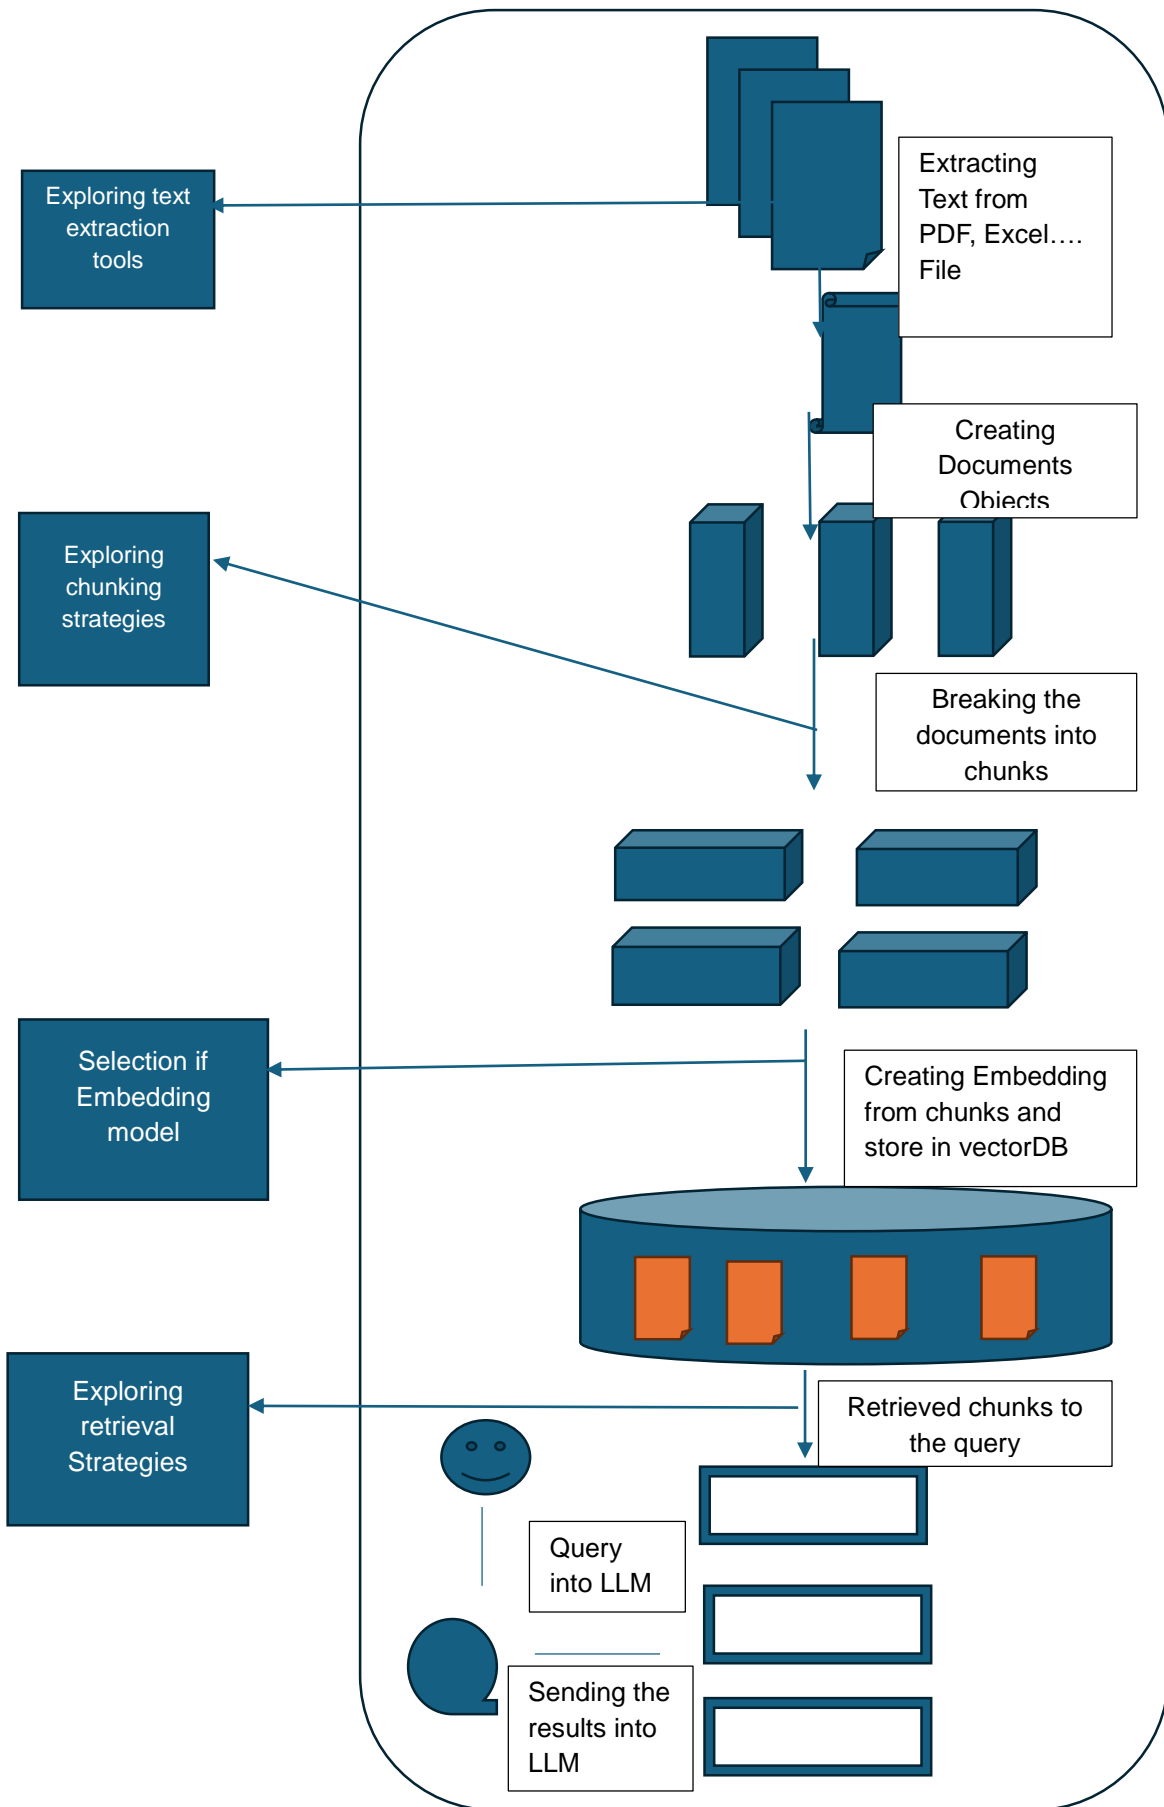 Extracting
Text from
PDF, Excel….
File
Exploring text
extraction
tools
Creating
Documents
Objects
Exploring
chunking
strategies
Breaking the
documents into
chunks
Selection if
Embedding
model
Creating Embedding
from chunks and
store in vectorDB
Exploring
retrieval
Strategies
Retrieved chunks to
the query
Query
into LLM
Sending the
results into
LLM